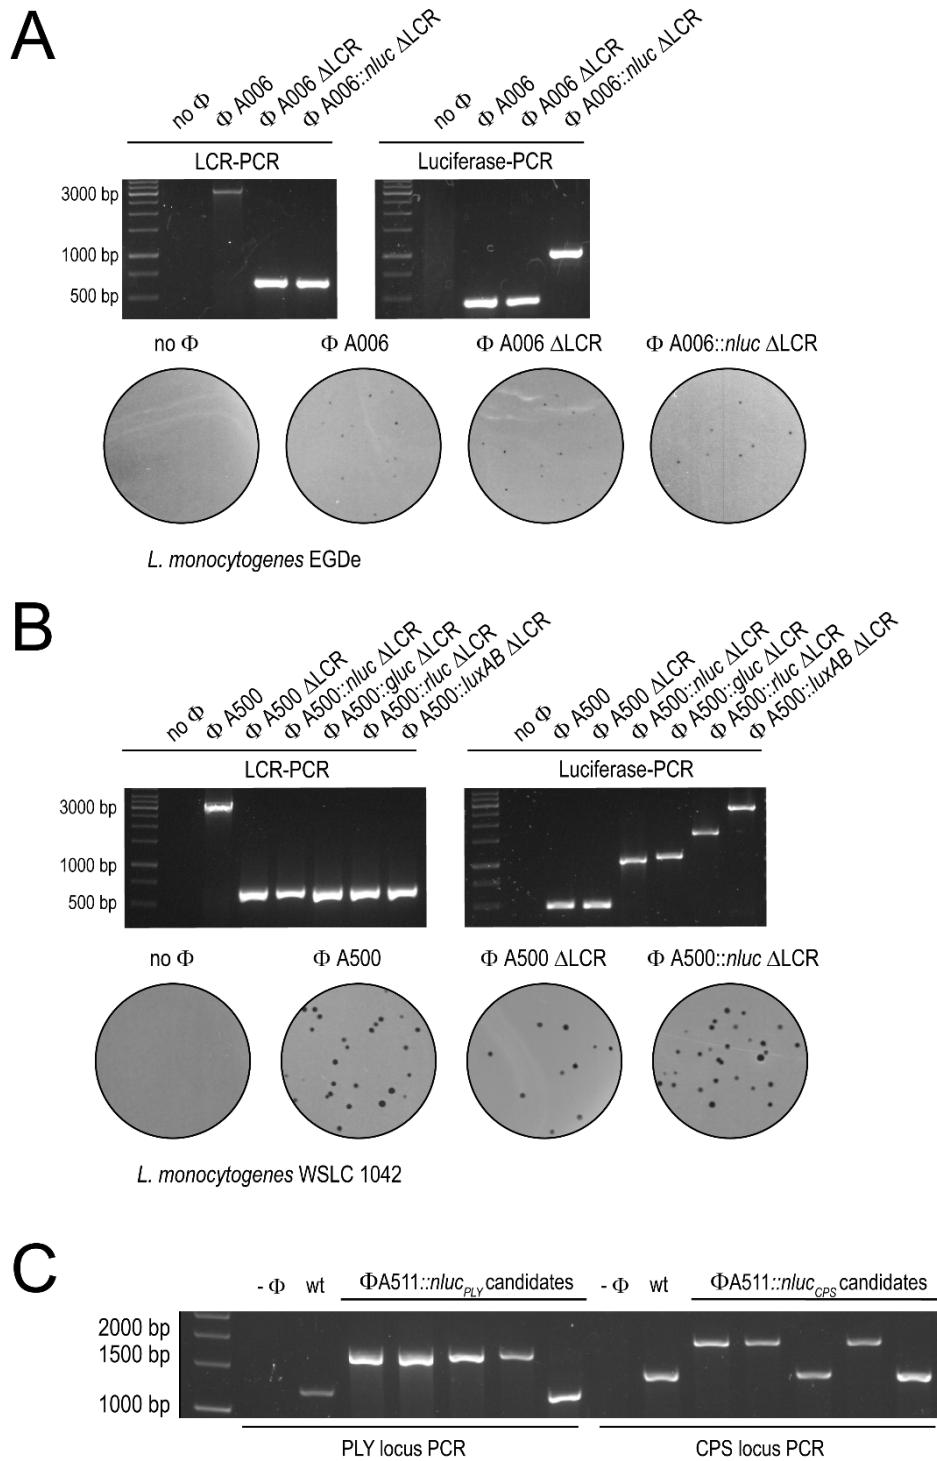 A
no Φ
Φ A006
Φ A006 ΔLCR
Φ A006::nluc ΔLCR
no Φ
Φ A006
Φ A006 ΔLCR
Φ A006::nluc ΔLCR
LCR-PCR
Luciferase-PCR
3000 bp
1000 bp
500 bp
no Φ
Φ A006
Φ A006 ΔLCR
Φ A006::nluc ΔLCR
L. monocytogenes EGDe
B
no Φ
Φ A500
Φ A500 ΔLCR
Φ A500::nluc ΔLCR
Φ A500::gluc ΔLCR
Φ A500::rluc ΔLCR
Φ A500::luxAB ΔLCR
no Φ
Φ A500
Φ A500 ΔLCR
Φ A500::nluc ΔLCR
Φ A500::gluc ΔLCR
Φ A500::rluc ΔLCR
Φ A500::luxAB ΔLCR
LCR-PCR
Luciferase-PCR
3000 bp
1000 bp
500 bp
no Φ
Φ A500
Φ A500 ΔLCR
Φ A500::nluc ΔLCR
L. monocytogenes WSLC 1042
C
- Φ
wt
ΦA511::nlucPLY candidates
- Φ
wt
ΦA511::nlucCPS candidates
2000 bp
1500 bp
1000 bp
PLY locus PCR
CPS locus PCR